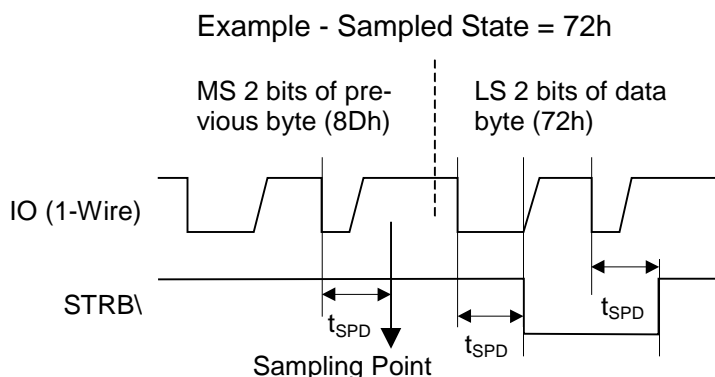 Example - Sampled State = 72h
MS 2 bits of pre-
vious byte (8Dh)
LS 2 bits of data
byte (72h)
IO (1-Wire)
STRB\
tSPD
tSPD
tSPD
Sampling Point